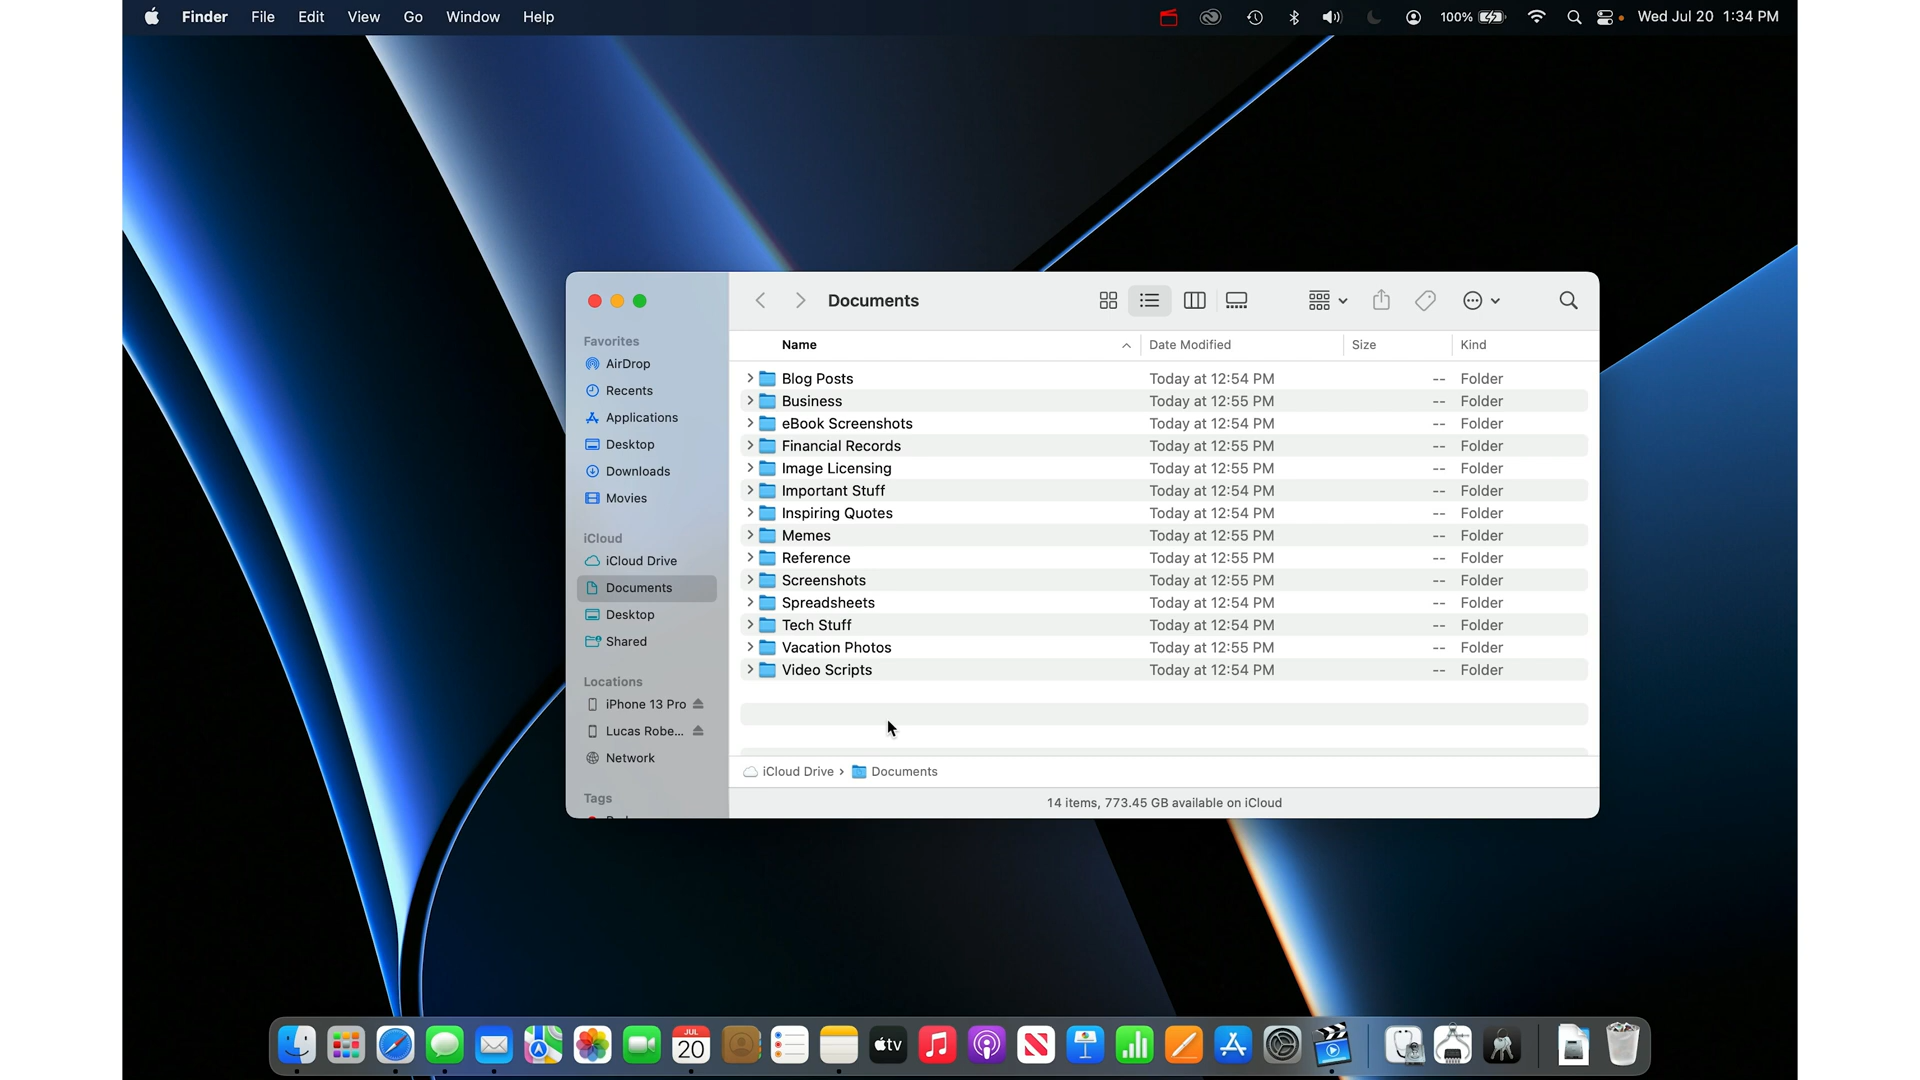 Finder File Edit View Go Window Help 100% Wed Jul 20 1:34 PM
Documents
Favorites
AirDrop
Recents
Applications
Desktop
Downloads
Movies
iCloud
iCloud Drive
Documents
Desktop
Shared
Locations
iPhone 13 Pro
Lucas Robe...
Network
Tags
Name Date Modified Size Kind
Blog Posts Today at 12:54 PM -- Folder
Business Today at 12:55 PM -- Folder
eBook Screenshots Today at 12:54 PM -- Folder
Financial Records Today at 12:55 PM -- Folder
Image Licensing Today at 12:55 PM -- Folder
Important Stuff Today at 12:54 PM -- Folder
Inspiring Quotes Today at 12:54 PM -- Folder
Memes Today at 12:55 PM -- Folder
Reference Today at 12:55 PM -- Folder
Screenshots Today at 12:55 PM -- Folder
Spreadsheets Today at 12:54 PM -- Folder
Tech Stuff Today at 12:54 PM -- Folder
Vacation Photos Today at 12:55 PM -- Folder
Video Scripts Today at 12:54 PM -- Folder
iCloud Drive › Documents
14 items, 773.45 GB available on iCloud
JUL
20
tv